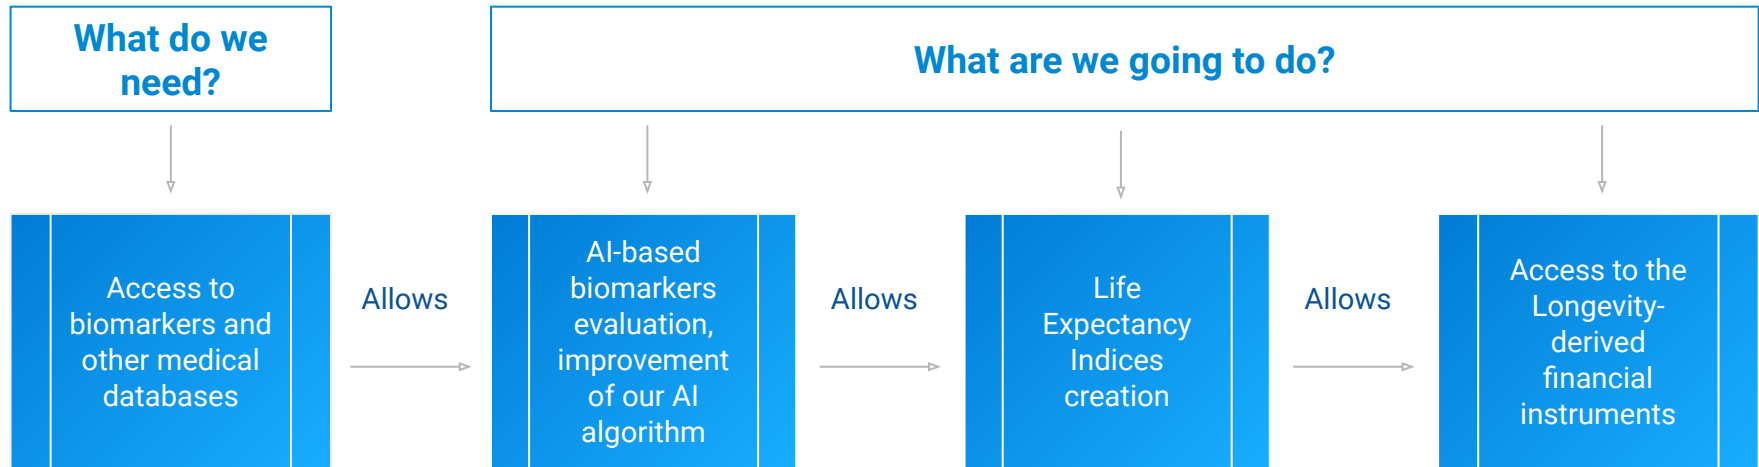 What do we
need?
What are we going to do?
Access to
biomarkers and
other medical
databases
Allows
AI-based
biomarkers
evaluation,
improvement
of our AI
algorithm
Allows
Life
Expectancy
Indices
creation
Allows
Access to the
Longevity-
derived
financial
instruments